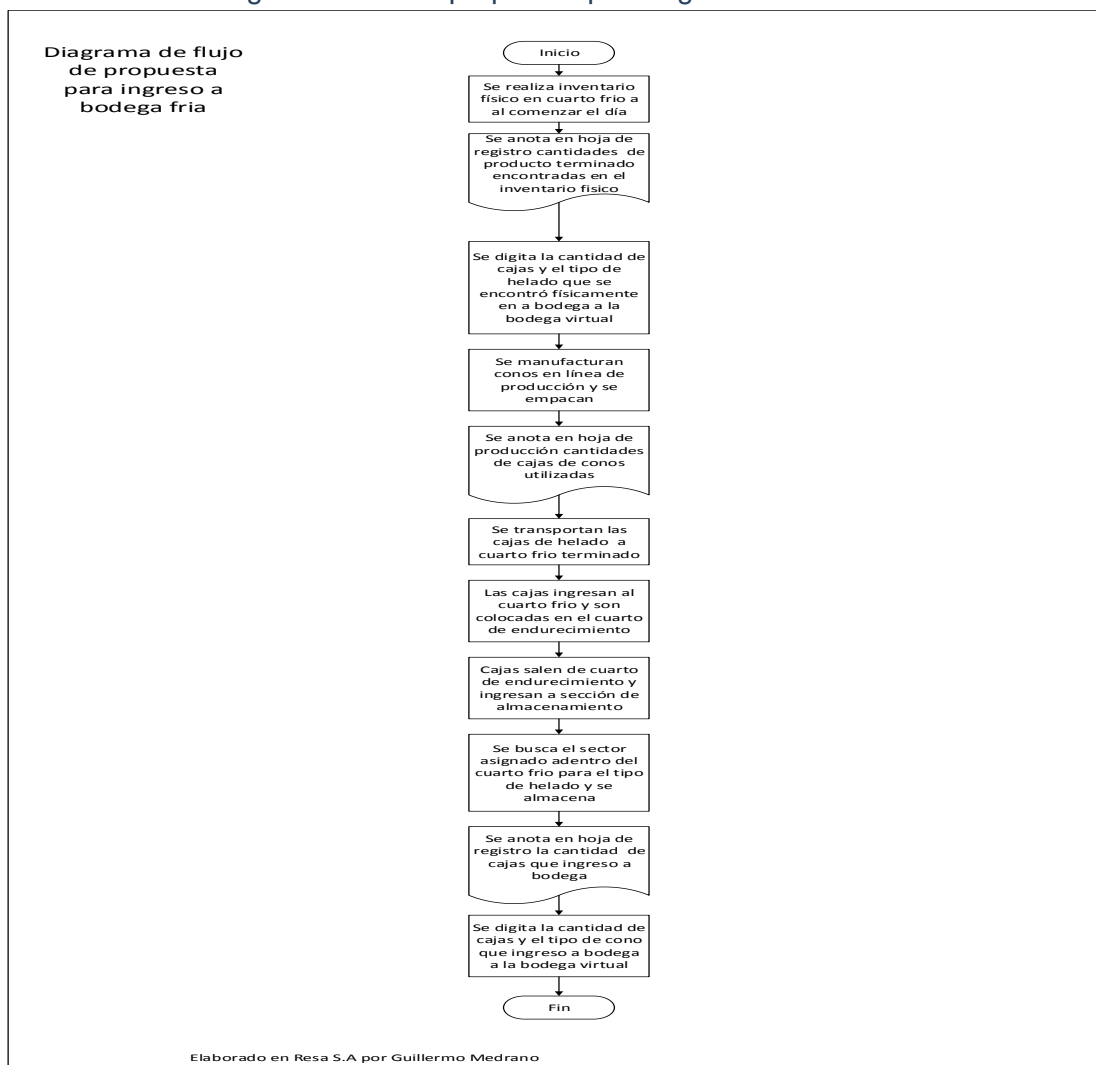 Diagrama de flujo
de propuesta
para ingreso a
bodega fria
Inicio
Se realiza inventario
físico en cuarto frio a
al comenzar el día
Se anota en hoja de
registro cantidades de
producto terminado
encontradas en el
inventario fisico
Se digita la cantidad de
cajas y el tipo de
helado que se
encontró físicamente
en a bodega a la
bodega virtual
Se manufacturan
conos en línea de
producción y se
empacan
Se anota en hoja de
producción cantidades
de cajas de conos
utilizadas
Se transportan las
cajas de helado a
cuarto frio terminado
Las cajas ingresan al
cuarto frio y son
colocadas en el cuarto
de endurecimiento
Cajas salen de cuarto
de endurecimiento y
ingresan a sección de
almacenamiento
Se busca el sector
asignado adentro del
cuarto frio para el tipo
de helado y se
almacena
Se anota en hoja de
registro la cantidad de
cajas que ingreso a
bodega
Se digita la cantidad de
cajas y el tipo de cono
que ingreso a bodega
a la bodega virtual
Fin
Elaborado en Resa S.A por Guillermo Medrano